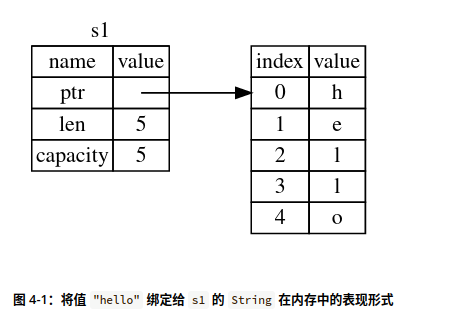 s1
name value
ptr
len 5
capacity 5
index value
0 h
1 e
2 l
3 l
4 o
图 4-1：将值 "hello" 绑定给 s1 的 String 在内存中的表现形式